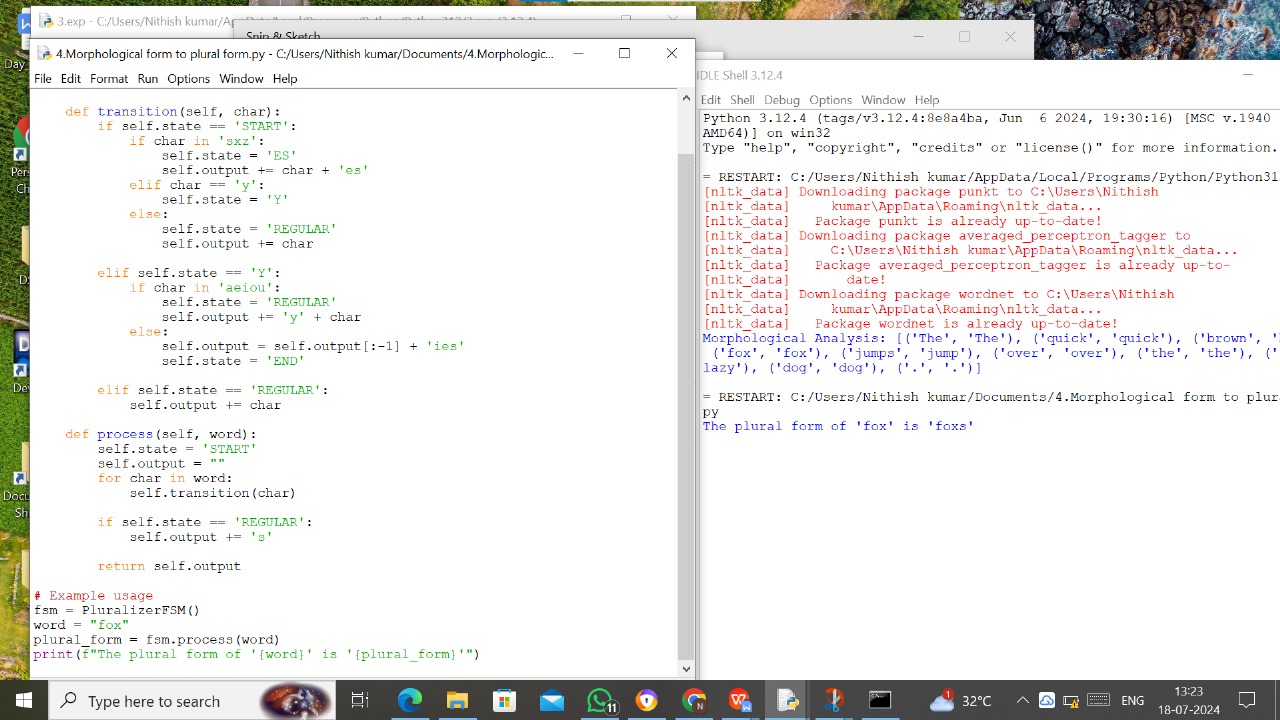 3.exp - C:/Users/Nithish kumar/
Snip & Sketch
4.Morphological form to plural form.py - C:/Users/Nithish kumar/Documents/4.Morphologic...
File Edit Format Run Options Window Help
def transition(self, char):
if self.state == 'START':
if char in 'sxz':
self.state = 'ES'
self.output += char + 'es'
elif char == 'y':
self.state = 'Y'
else:
self.state = 'REGULAR'
self.output += char
elif self.state == 'Y':
if char in 'aeiou':
self.state = 'REGULAR'
self.output += 'y' + char
else:
self.output = self.output[:-1] + 'ies'
self.state = 'END'
elif self.state == 'REGULAR':
self.output += char
def process(self, word):
self.state = 'START'
self.output = ""
for char in word:
self.transition(char)
if self.state == 'REGULAR':
self.output += 's'
return self.output
# Example usage
fsm = PluralizerFSM()
word = "fox"
plural_form = fsm.process(word)
print(f"The plural form of '{word}' is '{plural_form}'")
IDLE Shell 3.12.4
Edit Shell Debug Options Window Help
Python 3.12.4 (tags/v3.12.4:8e8a4ba, Jun 6 2024, 19:30:16) [MSC v.1940
AMD64)] on win32
Type "help", "copyright", "credits" or "license()" for more information.
= RESTART: C:/Users/Nithish kumar/AppData/Local/Programs/Python/Python31
[nltk_data] Downloading package punkt to C:\Users\Nithish
[nltk_data] kumar\AppData\Roaming\nltk_data...
[nltk_data] Package punkt is already up-to-date!
[nltk_data] Downloading package averaged_perceptron_tagger to
[nltk_data] C:\Users\Nithish kumar\AppData\Roaming\nltk_data...
[nltk_data] Package averaged_perceptron_tagger is already up-to-
[nltk_data] date!
[nltk_data] Downloading package wordnet to C:\Users\Nithish
[nltk_data] kumar\AppData\Roaming\nltk_data...
[nltk_data] Package wordnet is already up-to-date!
Morphological Analysis: [('The', 'The'), ('quick', 'quick'), ('brown', '
('fox', 'fox'), ('jumps', 'jump'), ('over', 'over'), ('the', 'the'), ('
lazy'), ('dog', 'dog'), ('.', '.')]
= RESTART: C:/Users/Nithish kumar/Documents/4.Morphological form to plur
py
The plural form of 'fox' is 'foxs'
Day
Pers
Ch
De
Docu
Sh
Type here to search
11
1
32°C
ENG
13:23
18-07-2024